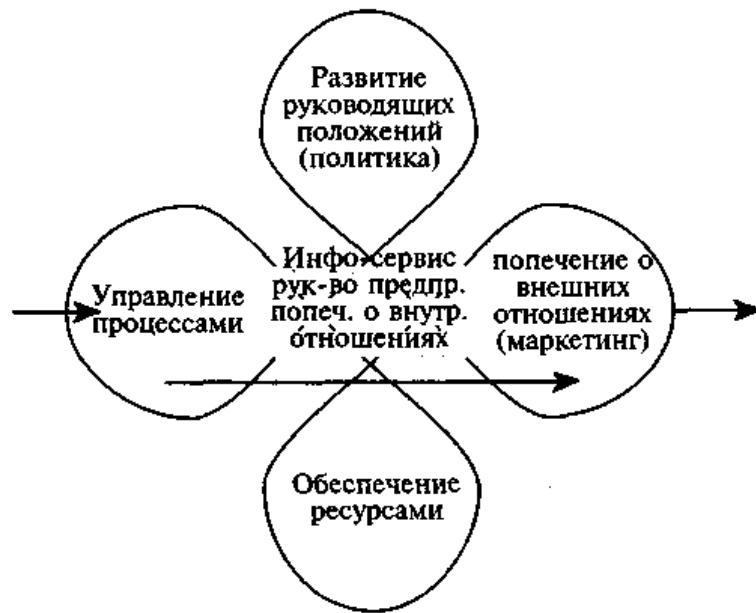 Развитие
руководящих
положений
(политика)
Управление
процессами
Инфо-сервис
рук-во предпр.
попеч. о внутр.
отношениях
попечение о
внешних
отношениях
(маркетинг)
Обеспечение
ресурсами